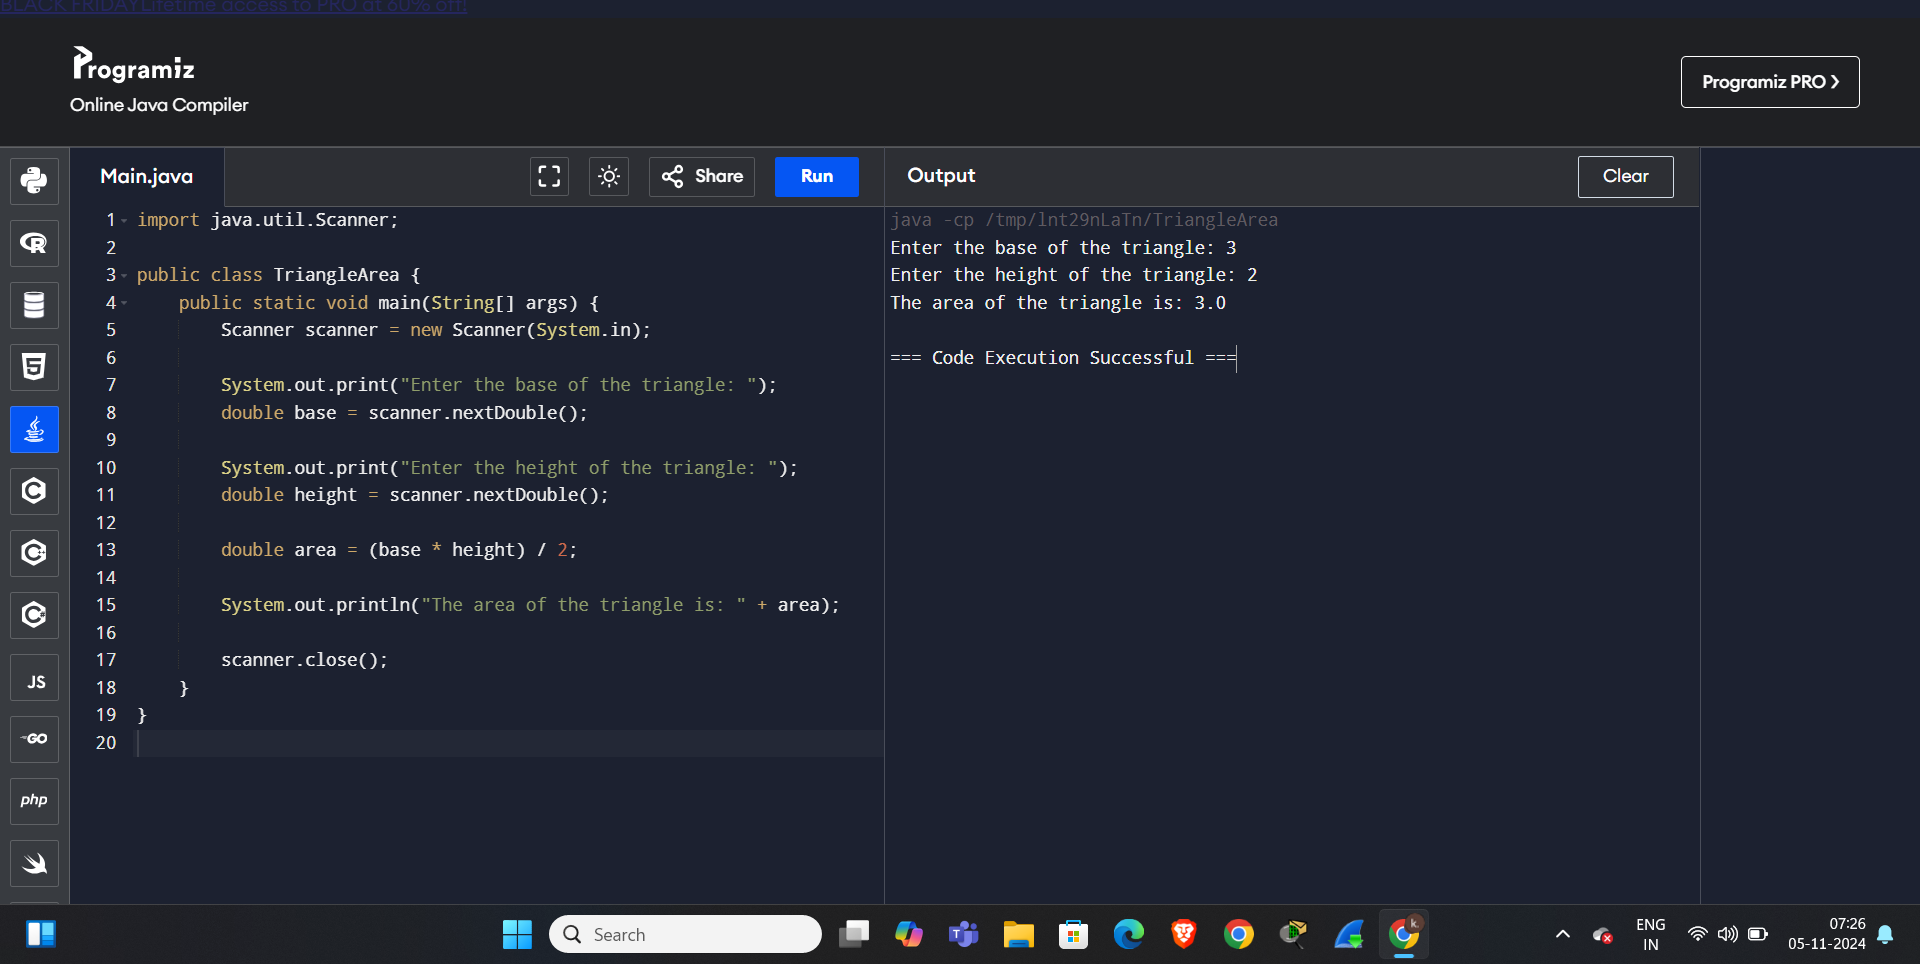 BLACK FRIDAYLifetime access to PRO at 60% off!
Programiz
Online Java Compiler
Programiz PRO ❯
Main.java
Share
Run
Output
Clear
1 import java.util.Scanner;
2
3 public class TriangleArea {
4     public static void main(String[] args) {
5         Scanner scanner = new Scanner(System.in);
6
7         System.out.print("Enter the base of the triangle: ");
8         double base = scanner.nextDouble();
9
10         System.out.print("Enter the height of the triangle: ");
11         double height = scanner.nextDouble();
12
13         double area = (base * height) / 2;
14
15         System.out.println("The area of the triangle is: " + area);
16
17         scanner.close();
18     }
19 }
20
java -cp /tmp/lnt29nLaTn/TriangleArea
Enter the base of the triangle: 3
Enter the height of the triangle: 2
The area of the triangle is: 3.0
=== Code Execution Successful ===
R
5
C
C
C
JS
GO
php
Search
T
k
ENG
IN
07:26
05-11-2024